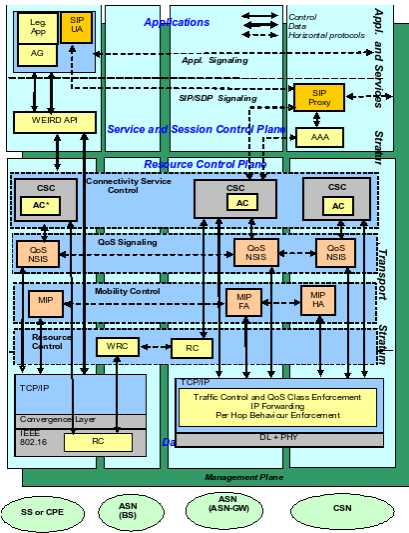 Applications
Control
Data
Horizontal protocols
Leg.
App
SIP
UA
AG
Appl. Signaling
Appl. and Services
SIP/SDP Signaling
SIP
Proxy
WEIRD API
Service and Session Control Plane
AAA
Stratum
Resource Control Plane
CSC
Connectivity Service
Control
CSC
CSC
AC*
AC
AC
QoS Signaling
QoS
NSIS
QoS
NSIS
QoS
NSIS
Transport
Mobility Control
MIP
MIP
FA
MIP
HA
Resource
Control
WRC
RC
Stratum
TCP/IP
TCP/IP
Traffic Control and QoS Class Enforcement
IP Forwarding
Per Hop Behaviour Enforcement
Convergence Layer
IEEE
802.16
RC
Da
DL + PHY
Management Plane
SS or CPE
ASN
(BS)
ASN
(ASN-GW)
CSN